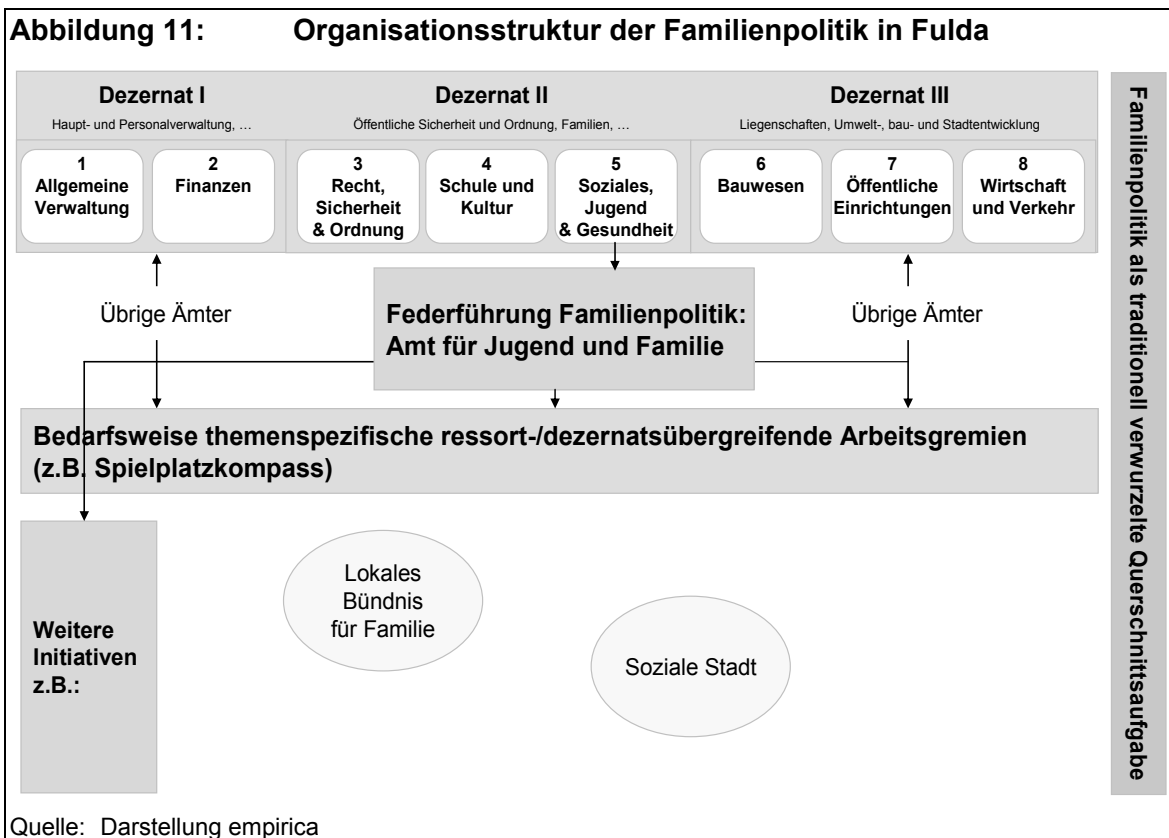 Abbildung 11: Organisationsstruktur der Familienpolitik in Fulda
Dezernat I
Haupt- und Personalverwaltung, …
Dezernat II
Öffentliche Sicherheit und Ordnung, Familien, …
Dezernat III
Liegenschaften, Umwelt-, bau- und Stadtentwicklung
1
Allgemeine
Verwaltung
2
Finanzen
3
Recht,
Sicherheit
& Ordnung
4
Schule und
Kultur
5
Soziales,
Jugend
& Gesundheit
6
Bauwesen
7
Öffentliche
Einrichtungen
8
Wirtschaft
und Verkehr
Übrige Ämter
Federführung Familienpolitik:
Amt für Jugend und Familie
Übrige Ämter
Bedarfsweise themenspezifische ressort-/dezernatsübergreifende Arbeitsgremien
(z.B. Spielplatzkompass)
Weitere
Initiativen
z.B.:
Lokales
Bündnis
für Familie
Soziale Stadt
Familienpolitik als traditionell verwurzelte Querschnittsaufgabe
Quelle: Darstellung empirica